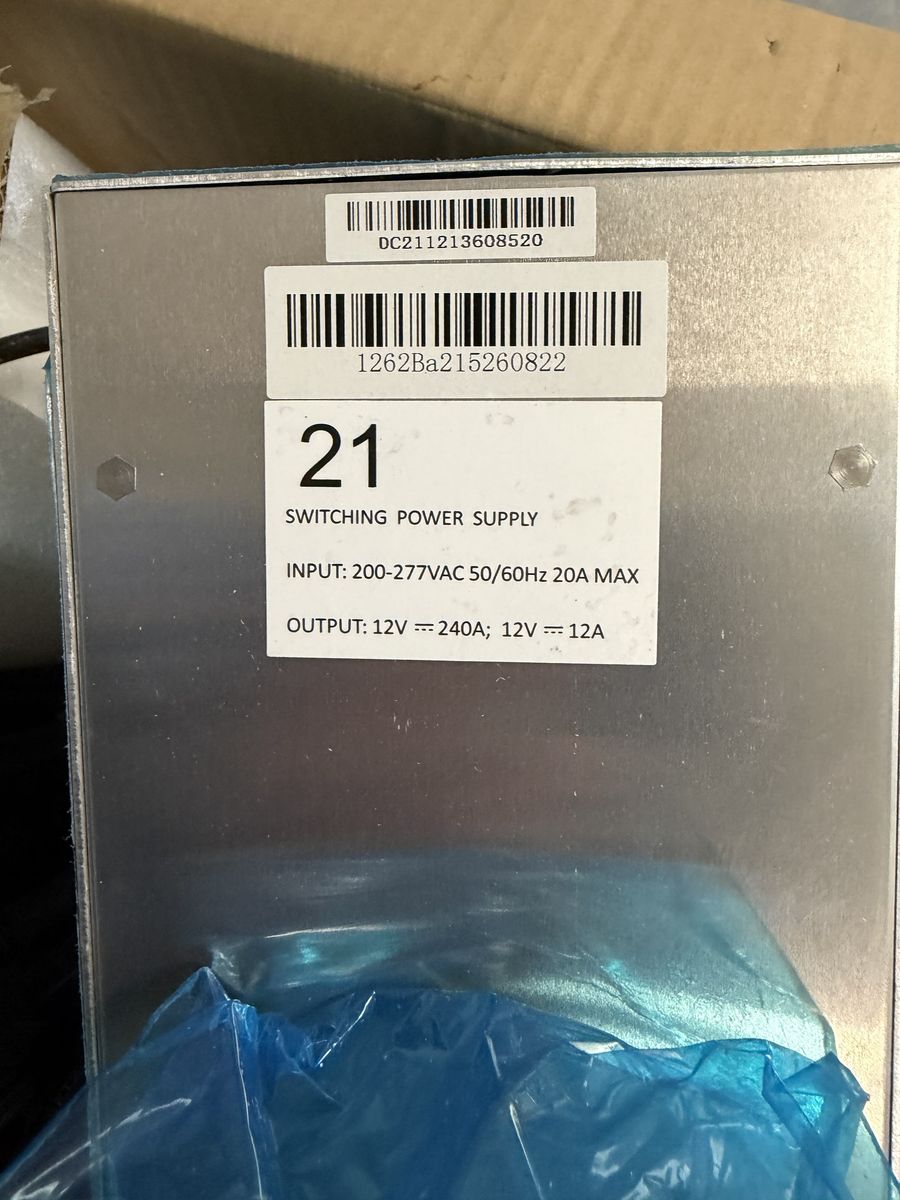 DC211213608520
1262Ba215260822
21
SWITCHING POWER SUPPLY
INPUT: 200-277VAC 50/60Hz 20A MAX
OUTPUT: 12V ⎓ 240A; 12V ⎓ 12A